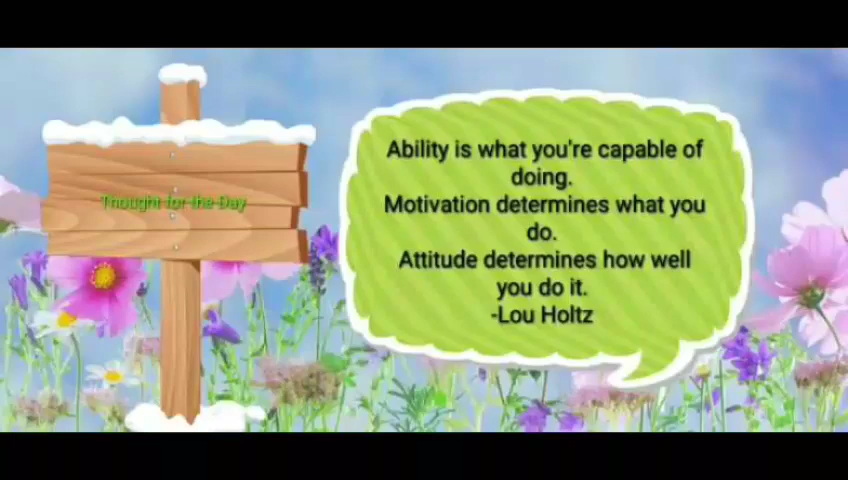 Thought for the Day
Ability is what you're capable of
doing.
Motivation determines what you
do.
Attitude determines how well
you do it.
-Lou Holtz